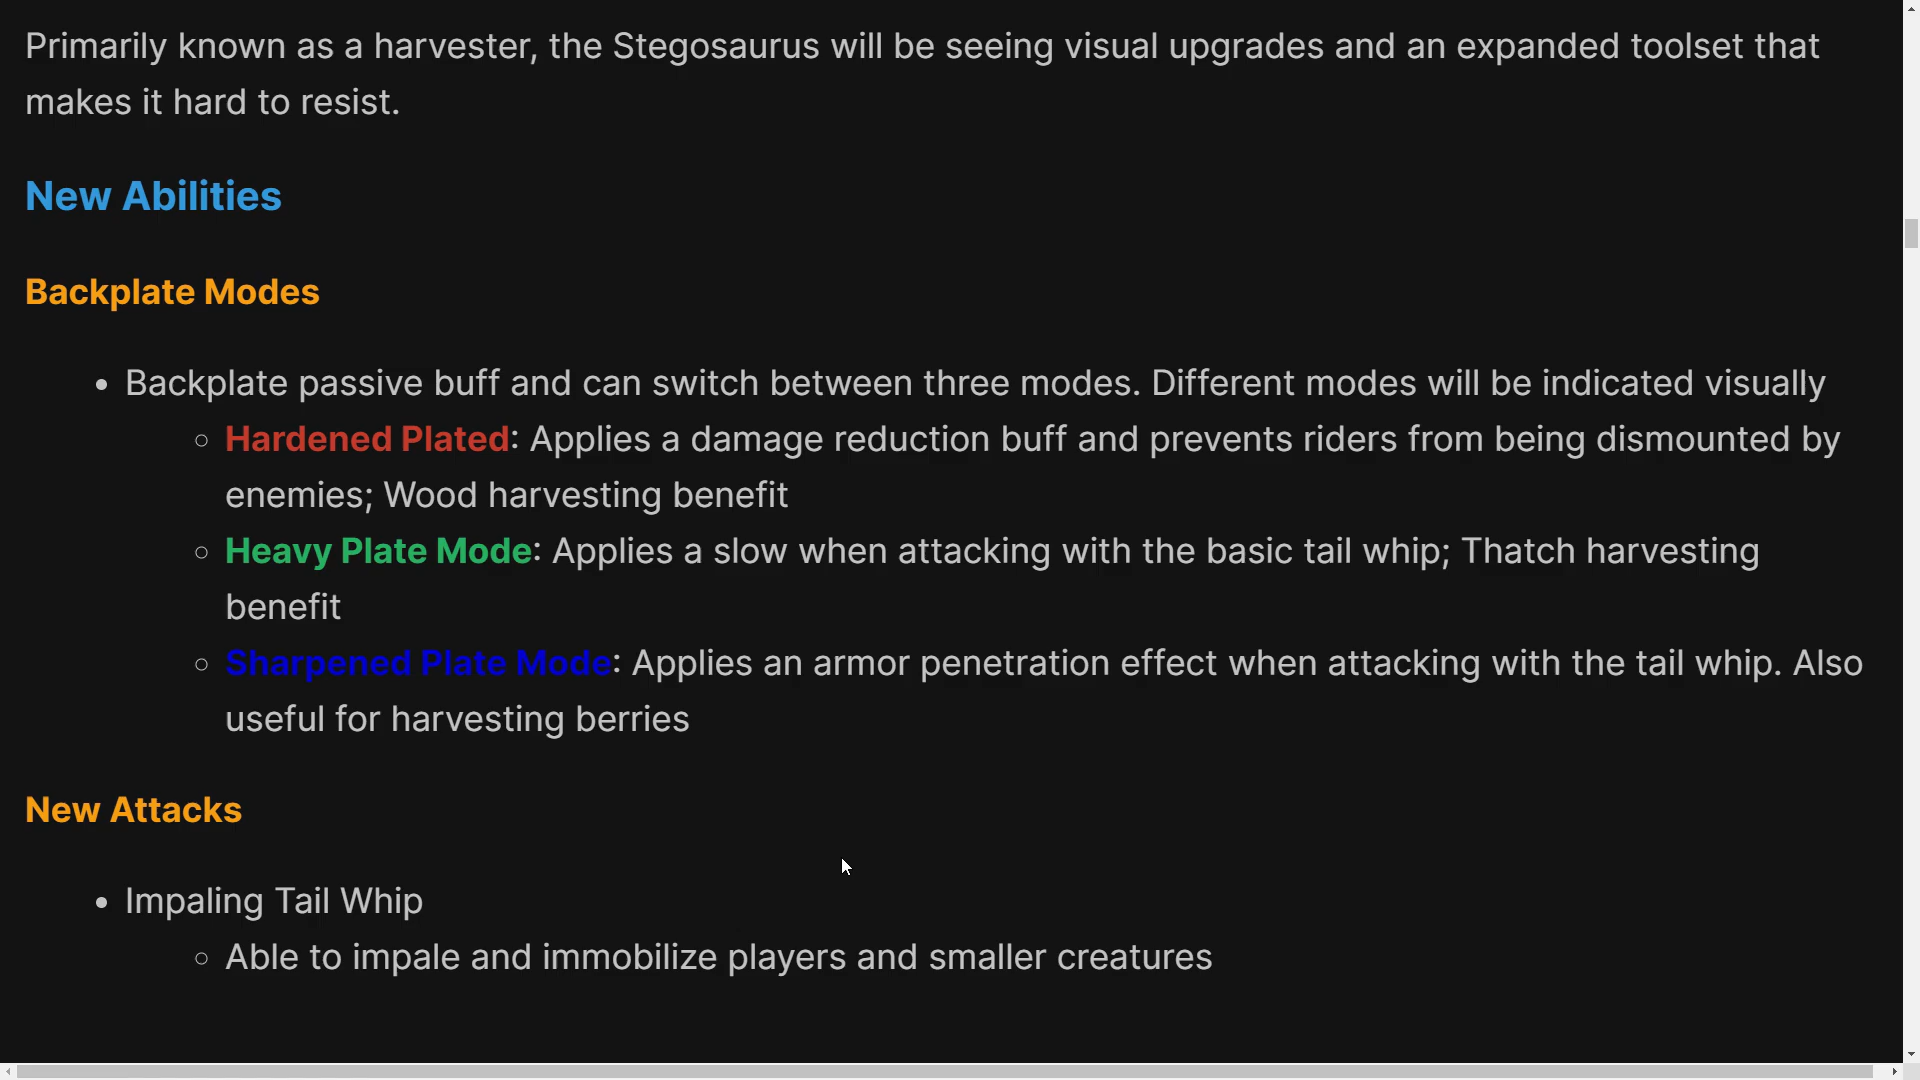 Primarily known as a harvester, the Stegosaurus will be seeing visual upgrades and an expanded toolset that
makes it hard to resist.
New Abilities
Backplate Modes
Backplate passive buff and can switch between three modes. Different modes will be indicated visually
Hardened Plated: Applies a damage reduction buff and prevents riders from being dismounted by
enemies; Wood harvesting benefit
Heavy Plate Mode: Applies a slow when attacking with the basic tail whip; Thatch harvesting
benefit
Sharpened Plate Mode: Applies an armor penetration effect when attacking with the tail whip. Also
useful for harvesting berries
New Attacks
Impaling Tail Whip
Able to impale and immobilize players and smaller creatures